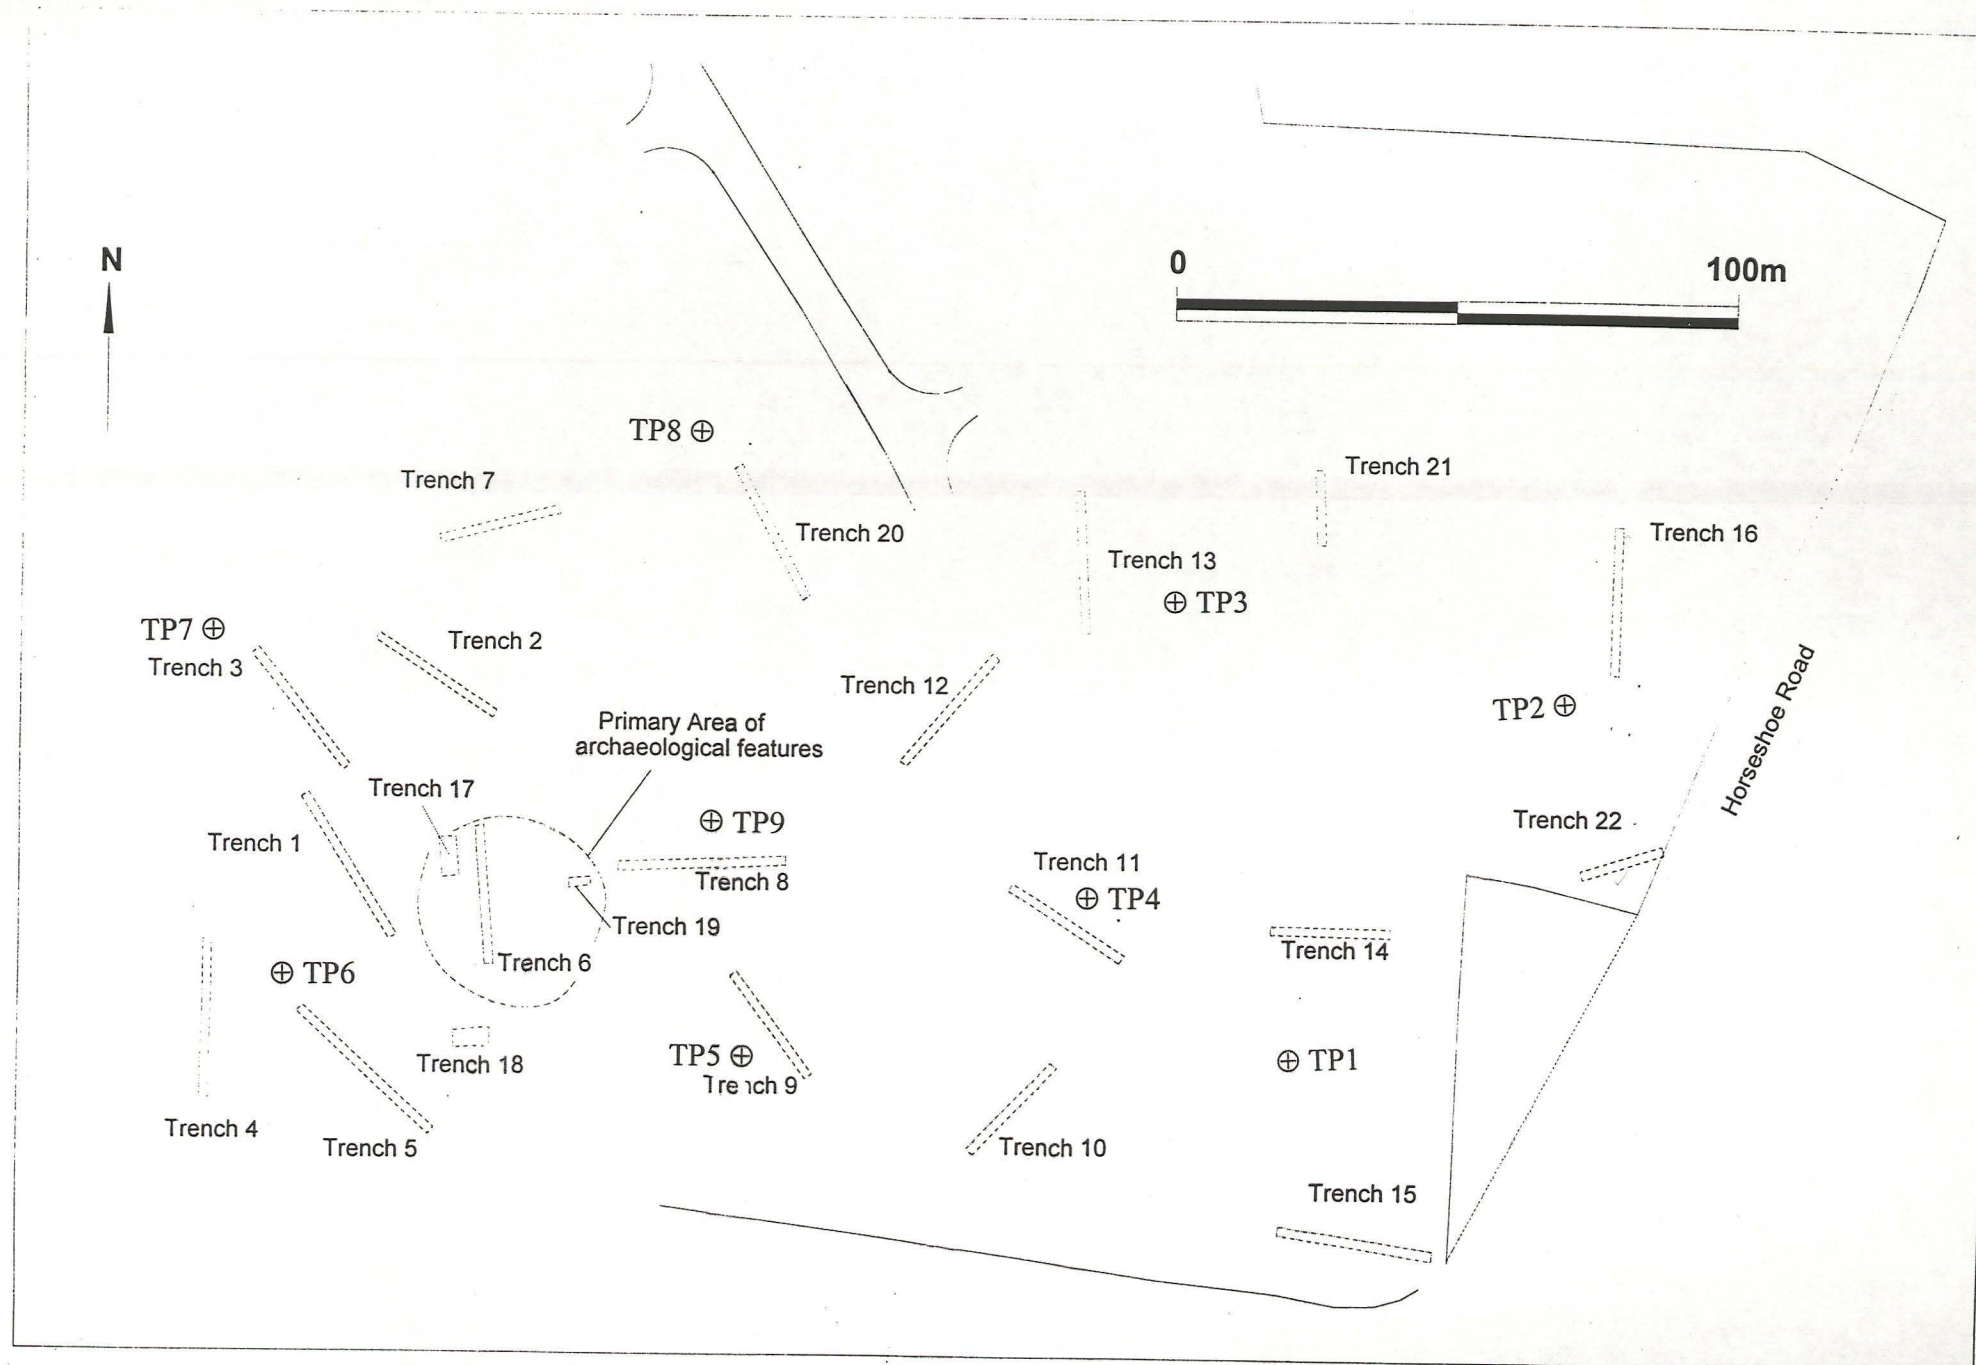 N
0
100m
TP8 ⊕
Trench 7
Trench 21
Trench 20
Trench 16
Trench 13
⊕ TP3
TP7 ⊕
Trench 3
Trench 2
Trench 12
TP2 ⊕
Horseshoe Road
Primary Area of
archaeological features
Trench 17
⊕ TP9
Trench 22
Trench 1
Trench 11
Trench 8
⊕ TP4
Trench 19
Trench 14
Trench 6
⊕ TP6
TP5 ⊕
Trench 18
⊕ TP1
Trench 9
Trench 4
Trench 5
Trench 10
Trench 15